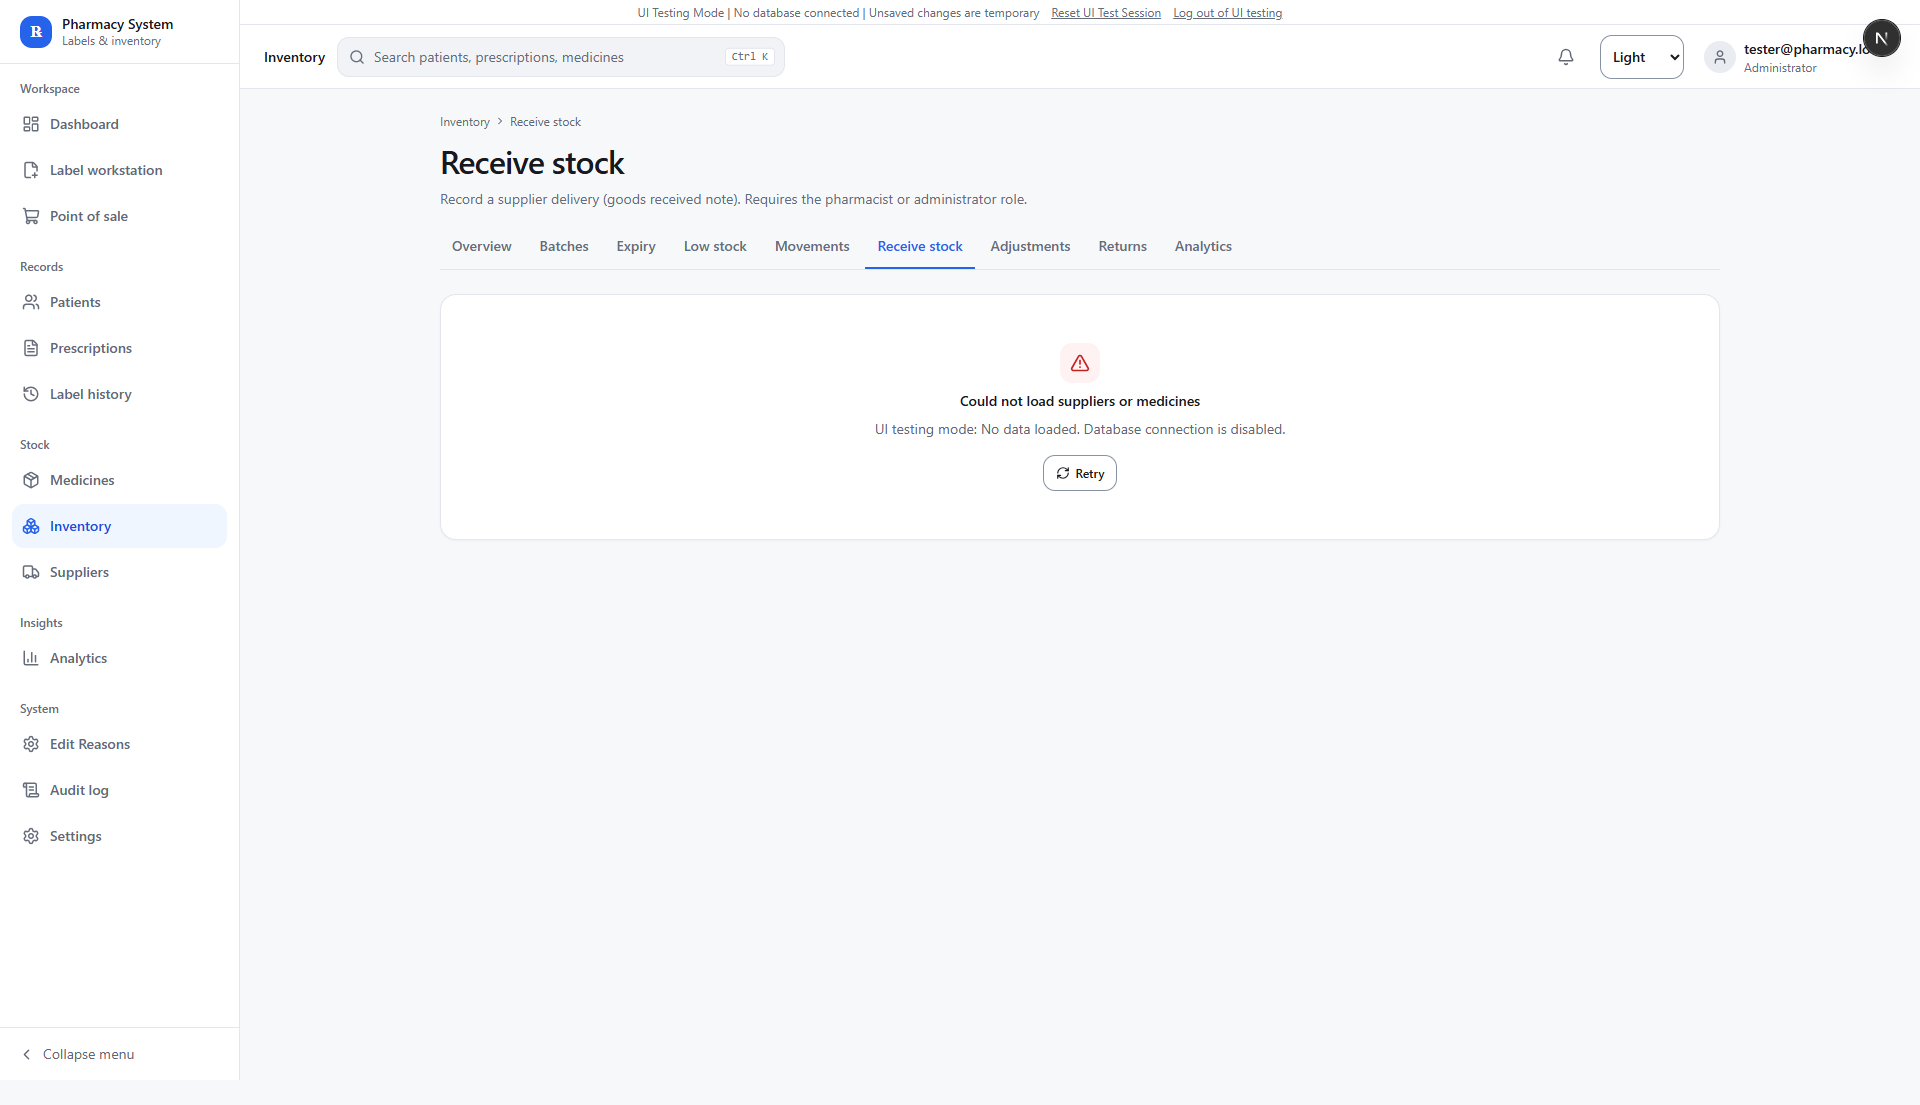 UI Testing Mode | No database connected | Unsaved changes are temporary Reset UI Test Session Log out of UI testing
Pharmacy System
Labels & inventory
Inventory
Search patients, prescriptions, medicines
Ctrl K
Light
tester@pharmacy.lo
Administrator
Workspace
Dashboard
Label workstation
Point of sale
Records
Patients
Prescriptions
Label history
Stock
Medicines
Inventory
Suppliers
Insights
Analytics
System
Edit Reasons
Audit log
Settings
Collapse menu
Inventory > Receive stock
Receive stock
Record a supplier delivery (goods received note). Requires the pharmacist or administrator role.
Overview Batches Expiry Low stock Movements Receive stock Adjustments Returns Analytics
Could not load suppliers or medicines
UI testing mode: No data loaded. Database connection is disabled.
Retry